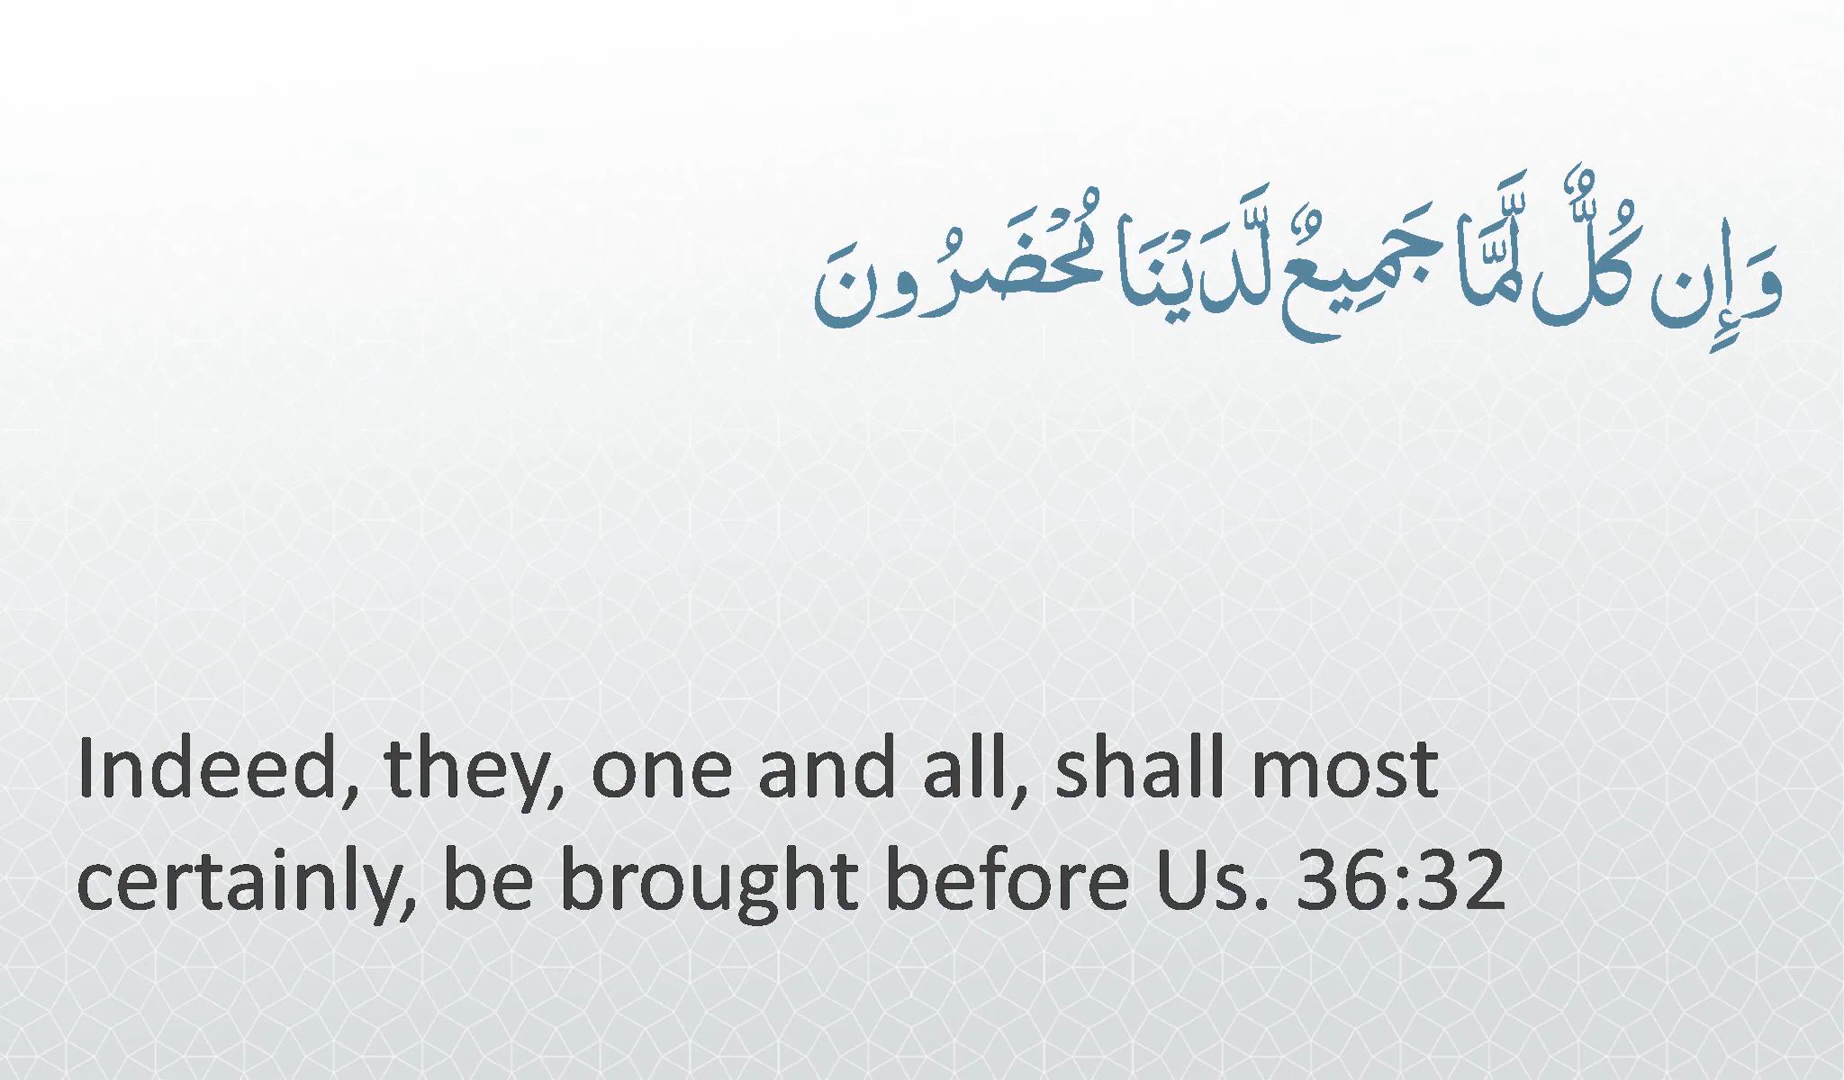 وَإِن كُلٌّ لَّمَّا جَمِيعٌ لَّدَيْنَا مُحْضَرُونَ
Indeed, they, one and all, shall most
certainly, be brought before Us. 36:32